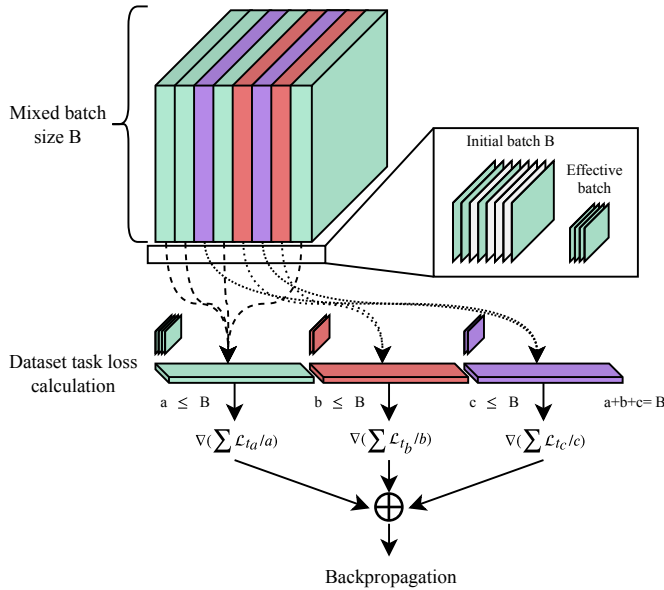 Mixed batch
size B
Initial batch B
Effective
batch
Dataset task loss
calculation
a ≤ B
b ≤ B
c ≤ B
a+b+c= B
∇(∑ ℒ_{t_a}/a)
∇(∑ ℒ_{t_b}/b)
∇(∑ ℒ_{t_c}/c)
Backpropagation